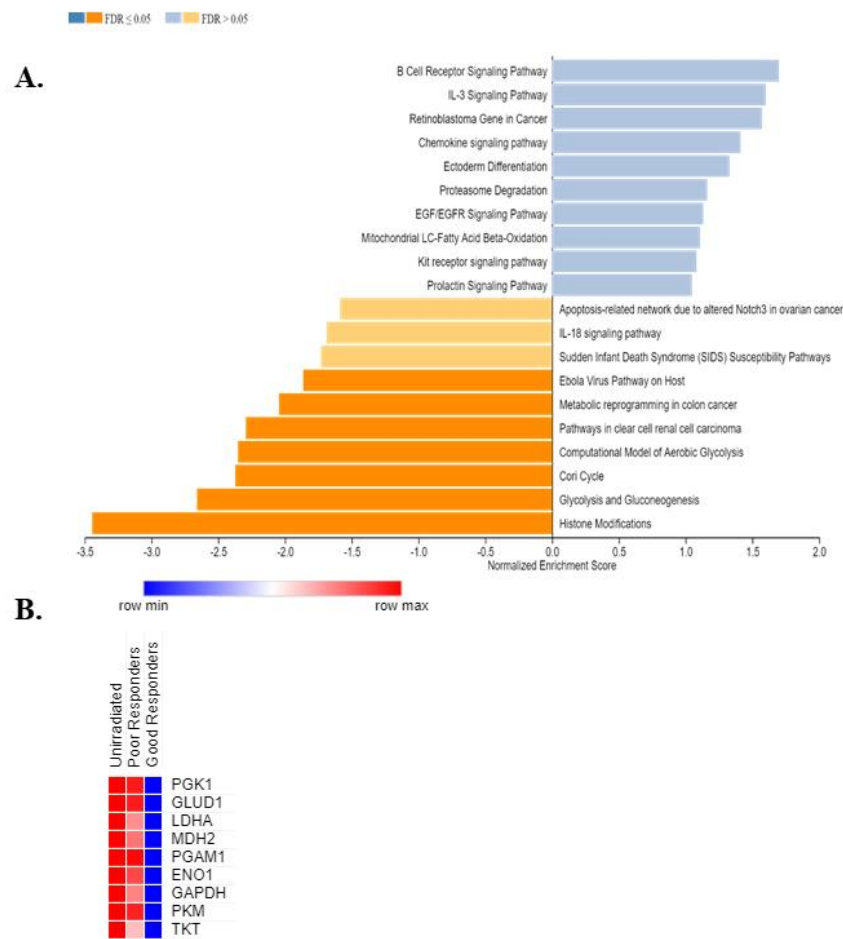 FDR ≤ 0.05 FDR > 0.05
A.
B Cell Receptor Signaling Pathway
IL-3 Signaling Pathway
Retinoblastoma Gene in Cancer
Chemokine signaling pathway
Ectoderm Differentiation
Proteasome Degradation
EGF/EGFR Signaling Pathway
Mitochondrial LC-Fatty Acid Beta-Oxidation
Kit receptor signaling pathway
Prolactin Signaling Pathway
Apoptosis-related network due to altered Notch3 in ovarian cancer
IL-18 signaling pathway
Sudden Infant Death Syndrome (SIDS) Susceptibility Pathways
Ebola Virus Pathway on Host
Metabolic reprogramming in colon cancer
Pathways in clear cell renal cell carcinoma
Computational Model of Aerobic Glycolysis
Cori Cycle
Glycolysis and Gluconeogenesis
Histone Modifications
-3.5 -3.0 -2.5 -2.0 -1.5 -1.0 -0.5 0.0 0.5 1.0 1.5 2.0
Normalized Enrichment Score
B.
row min row max
Unirradiated
Poor Responders
Good Responders
PGK1
GLUD1
LDHA
MDH2
PGAM1
ENO1
GAPDH
PKM
TKT